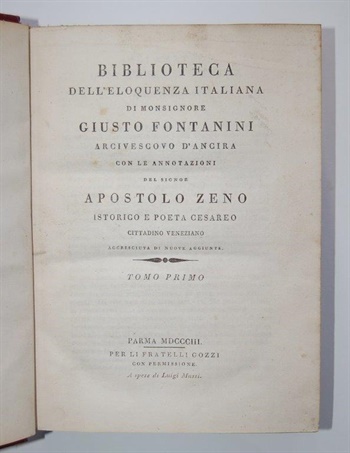 BIBLIOTECA
DELL'ELOQUENZA ITALIANA
DI MONSIGNORE
GIUSTO FONTANINI
ARCIVESCOVO D'ANCIRA
CON LE ANNOTAZIONI
DEL SIGNOR
APOSTOLO ZENO
ISTORICO E POETA CESAREO
CITTADINO VENEZIANO
ACCRESCIUTA DI NUOVE AGGIUNTE.
TOMO PRIMO
PARMA MDCCCIII.
PER LI FRATELLI GOZZI
CON PERMISSIONE.
A spese di Luigi Mussi.